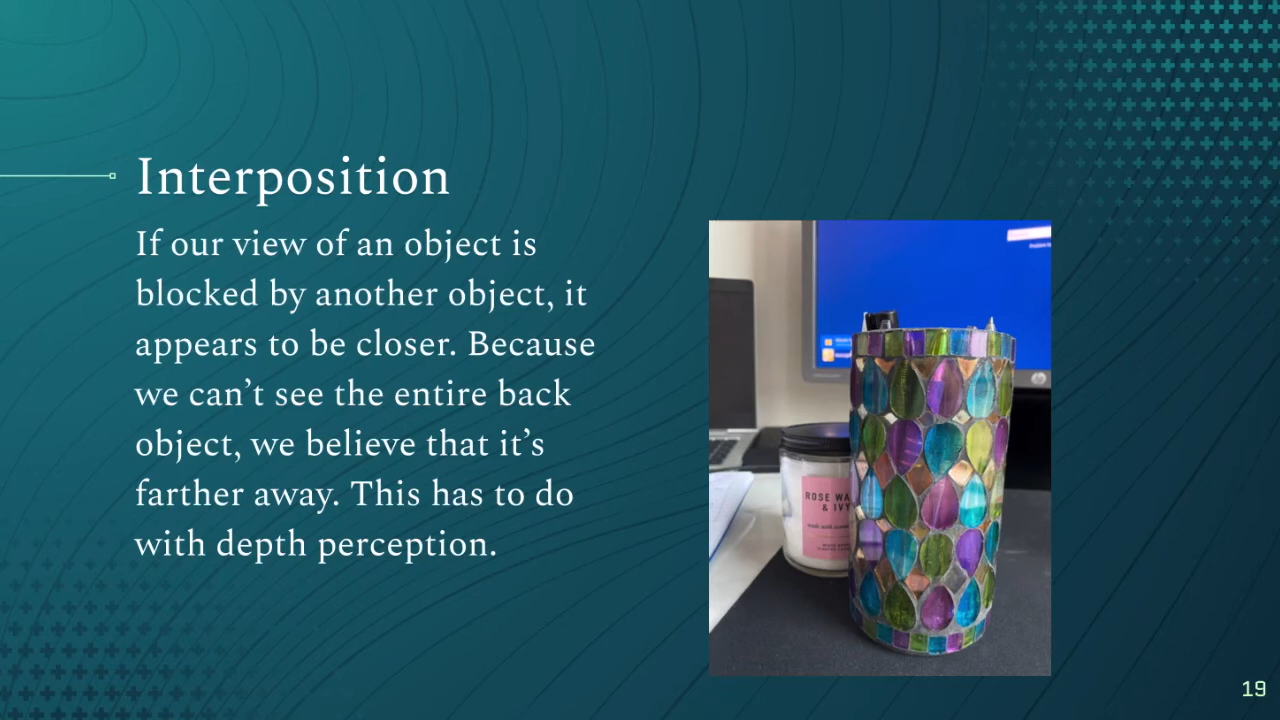 Interposition
If our view of an object is
blocked by another object, it
appears to be closer. Because
we can’t see the entire back
object, we believe that it’s
farther away. This has to do
with depth perception.
ROSE WA
& IVY
19